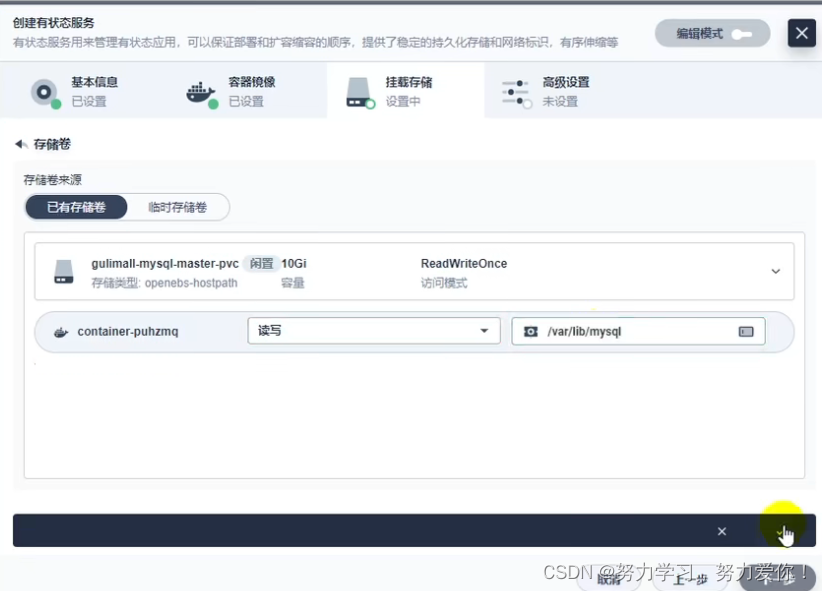 创建有状态服务
有状态服务用来管理有状态应用，可以保证部署和扩容缩容的顺序，提供了稳定的持久化存储和网络标识，有序伸缩等
编辑模式
基本信息
已设置
容器镜像
已设置
挂载存储
设置中
高级设置
未设置
存储卷
存储卷来源
已有存储卷 临时存储卷
gulimall-mysql-master-pvc 闲置 10Gi ReadWriteOnce
存储类型: openebs-hostpath 容量 访问模式
container-puhzmq 读写 /var/lib/mysql
取消 上一步 下一步
CSDN @努力学习，努力爱你！